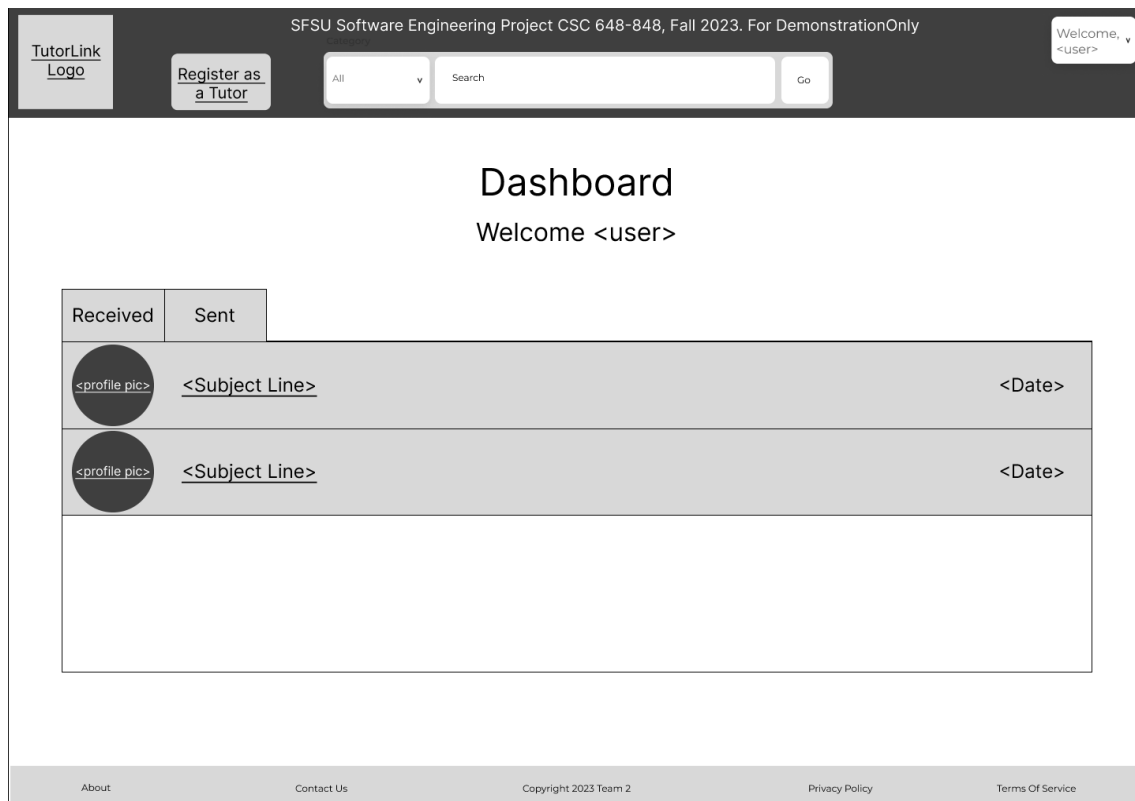 SFSU Software Engineering Project CSC 648-848, Fall 2023. For DemonstrationOnly
TutorLink
Logo
Register as
a Tutor
Category
All v
Search
Go
Welcome, v
<user>
Dashboard
Welcome <user>
Received Sent
<profile pic> <Subject Line> <Date>
<profile pic> <Subject Line> <Date>
About Contact Us Copyright 2023 Team 2 Privacy Policy Terms Of Service